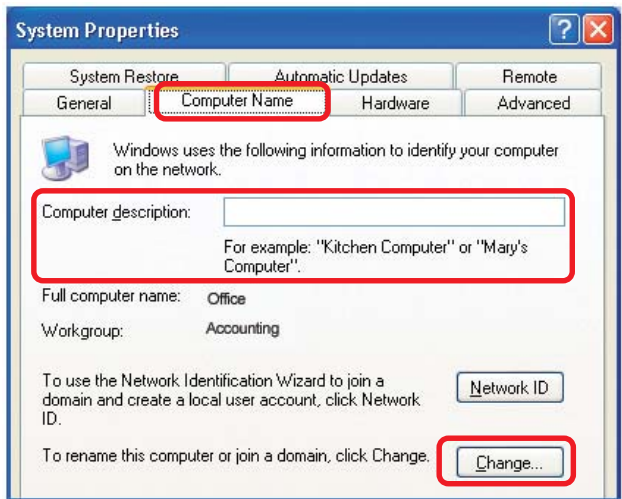 System Properties
System Restore Automatic Updates Remote
General Computer Name Hardware Advanced
Windows uses the following information to identify your computer
on the network.
Computer description:
For example: "Kitchen Computer" or "Mary's
Computer".
Full computer name: Office
Workgroup: Accounting
To use the Network Identification Wizard to join a
domain and create a local user account, click Network
ID.
Network ID
To rename this computer or join a domain, click Change.
Change...